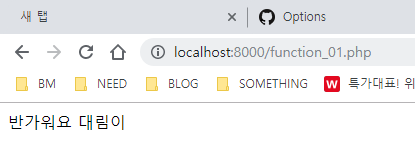 새 탭 Options
localhost:8000/function_01.php
BM NEED BLOG SOMETHING W 특가대표! 위
반가워요 대림이